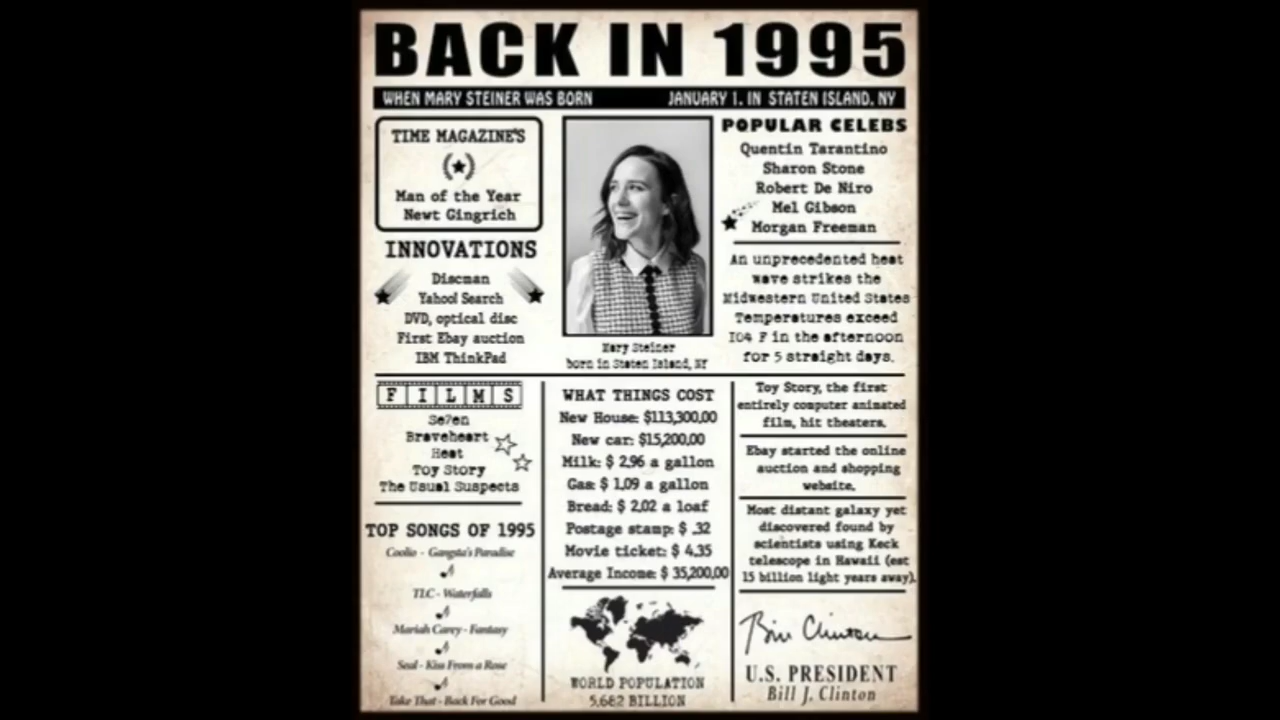 BACK IN 1995
WHEN MARY STEINER WAS BORN JANUARY 1. IN STATEN ISLAND. NY
TIME MAGAZINE'S
Man of the Year
Newt Gingrich
INNOVATIONS
Discman
Yahoo! Search
DVD, optical disc
First Ebay auction
IBM ThinkPad
Mary Steiner
born in Staten Island, NY
POPULAR CELEBS
Quentin Tarantino
Sharon Stone
Robert De Niro
Mel Gibson
Morgan Freeman
An unprecedented heat
wave strikes the
Midwestern United States
Temperatures exceed
104 F in the afternoon
for 5 straight days.
FILMS
Se7en
Braveheart
Heat
Toy Story
The Usual Suspects
TOP SONGS OF 1995
Coolio - Gangsta's Paradise
TLC - Waterfalls
Mariah Carey - Fantasy
Seal - Kiss From a Rose
Take That - Back For Good
WHAT THINGS COST
New House: $113,300,00
New car: $15,200,00
Milk: $ 2,96 a gallon
Gas: $ 1,09 a gallon
Bread: $ 2,02 a loaf
Postage stamp: $ .32
Movie ticket: $ 4,35
Average Income: $ 35,200,00
WORLD POPULATION
5,682 BILLION
Toy Story, the first
entirely computer animated
film, hit theaters.
Ebay started the online
auction and shopping
website.
Most distant galaxy yet
discovered found by
scientists using Keck
telescope in Hawaii (est
15 billion light years away).
Bill Clinton
U.S. PRESIDENT
Bill J. Clinton